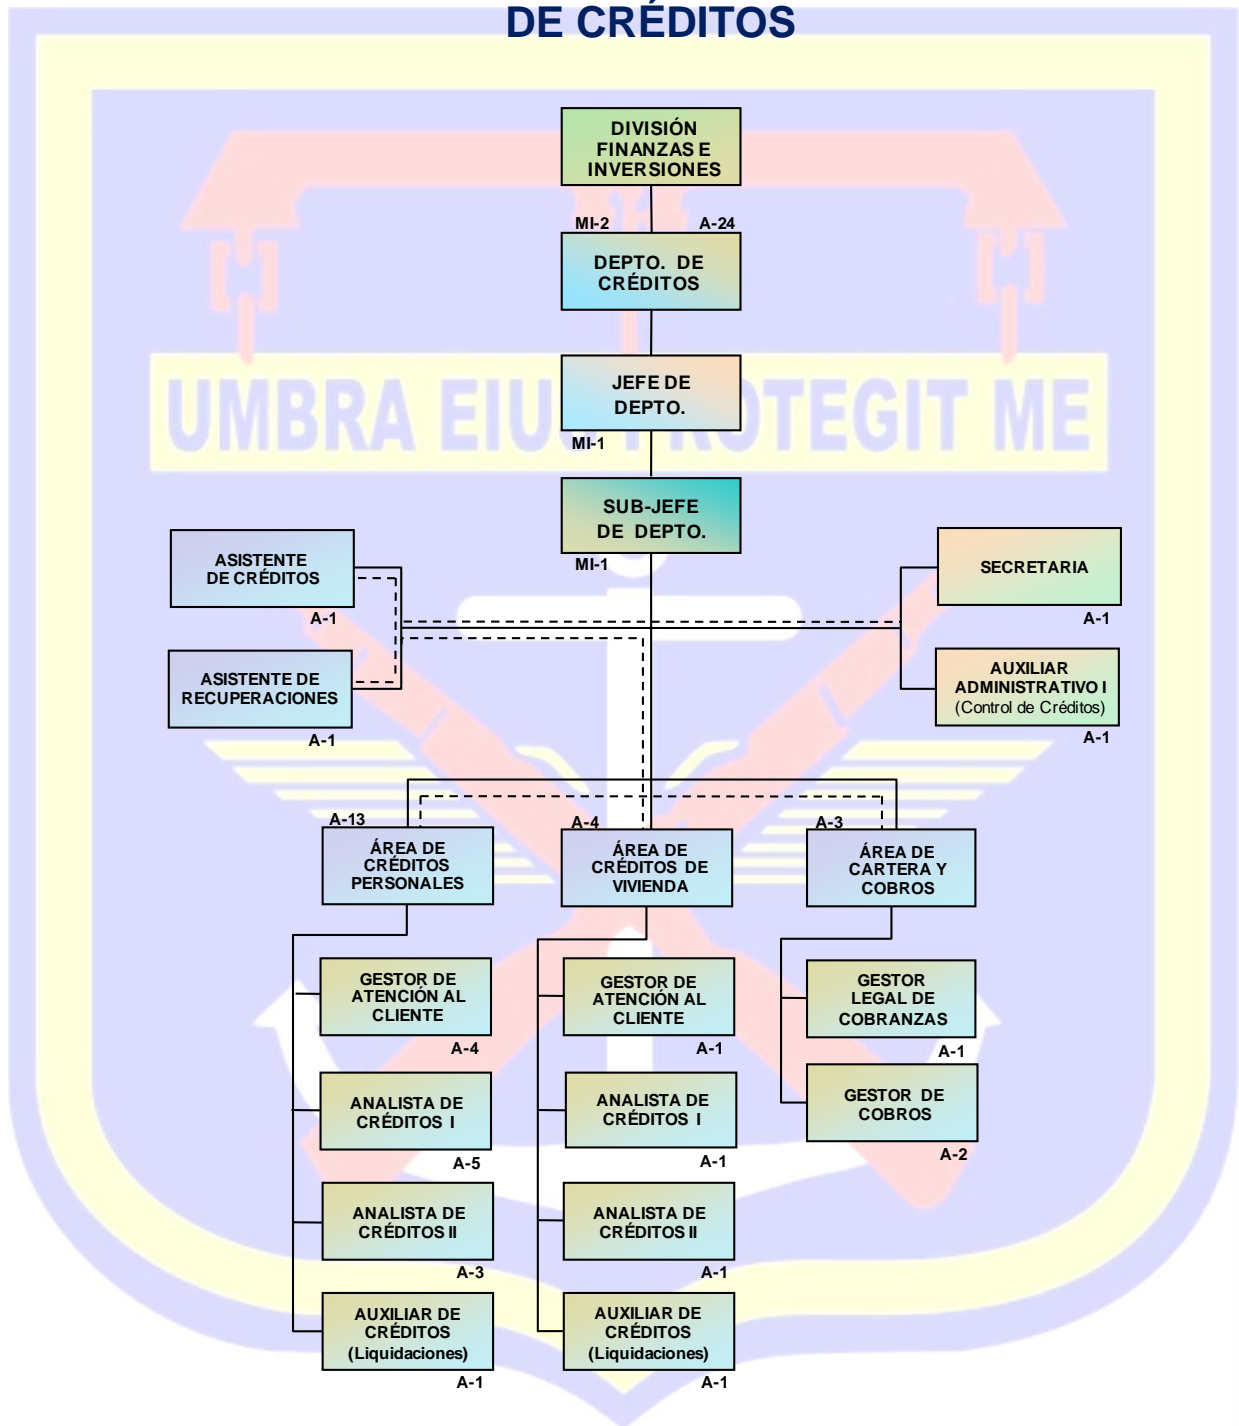 DE CRÉDITOS
DIVISIÓN
FINANZAS E
INVERSIONES
MI-2 A-24
DEPTO. DE
CRÉDITOS
JEFE DE
DEPTO.
MI-1
UMBRA EIUS PROTEGIT ME
SUB-JEFE
DE DEPTO.
MI-1
ASISTENTE
DE CRÉDITOS
A-1
SECRETARIA
A-1
ASISTENTE DE
RECUPERACIONES
A-1
AUXILIAR
ADMINISTRATIVO I
(Control de Créditos)
A-1
A-13
ÁREA DE
CRÉDITOS
PERSONALES
A-4
ÁREA DE
CRÉDITOS DE
VIVIENDA
A-3
ÁREA DE
CARTERA Y
COBROS
GESTOR DE
ATENCIÓN AL
CLIENTE
A-4
ANALISTA DE
CRÉDITOS I
A-5
ANALISTA DE
CRÉDITOS II
A-3
AUXILIAR DE
CRÉDITOS
(Liquidaciones)
A-1
GESTOR DE
ATENCIÓN AL
CLIENTE
A-1
ANALISTA DE
CRÉDITOS I
A-1
ANALISTA DE
CRÉDITOS II
A-1
AUXILIAR DE
CRÉDITOS
(Liquidaciones)
A-1
GESTOR
LEGAL DE
COBRANZAS
A-1
GESTOR DE
COBROS
A-2